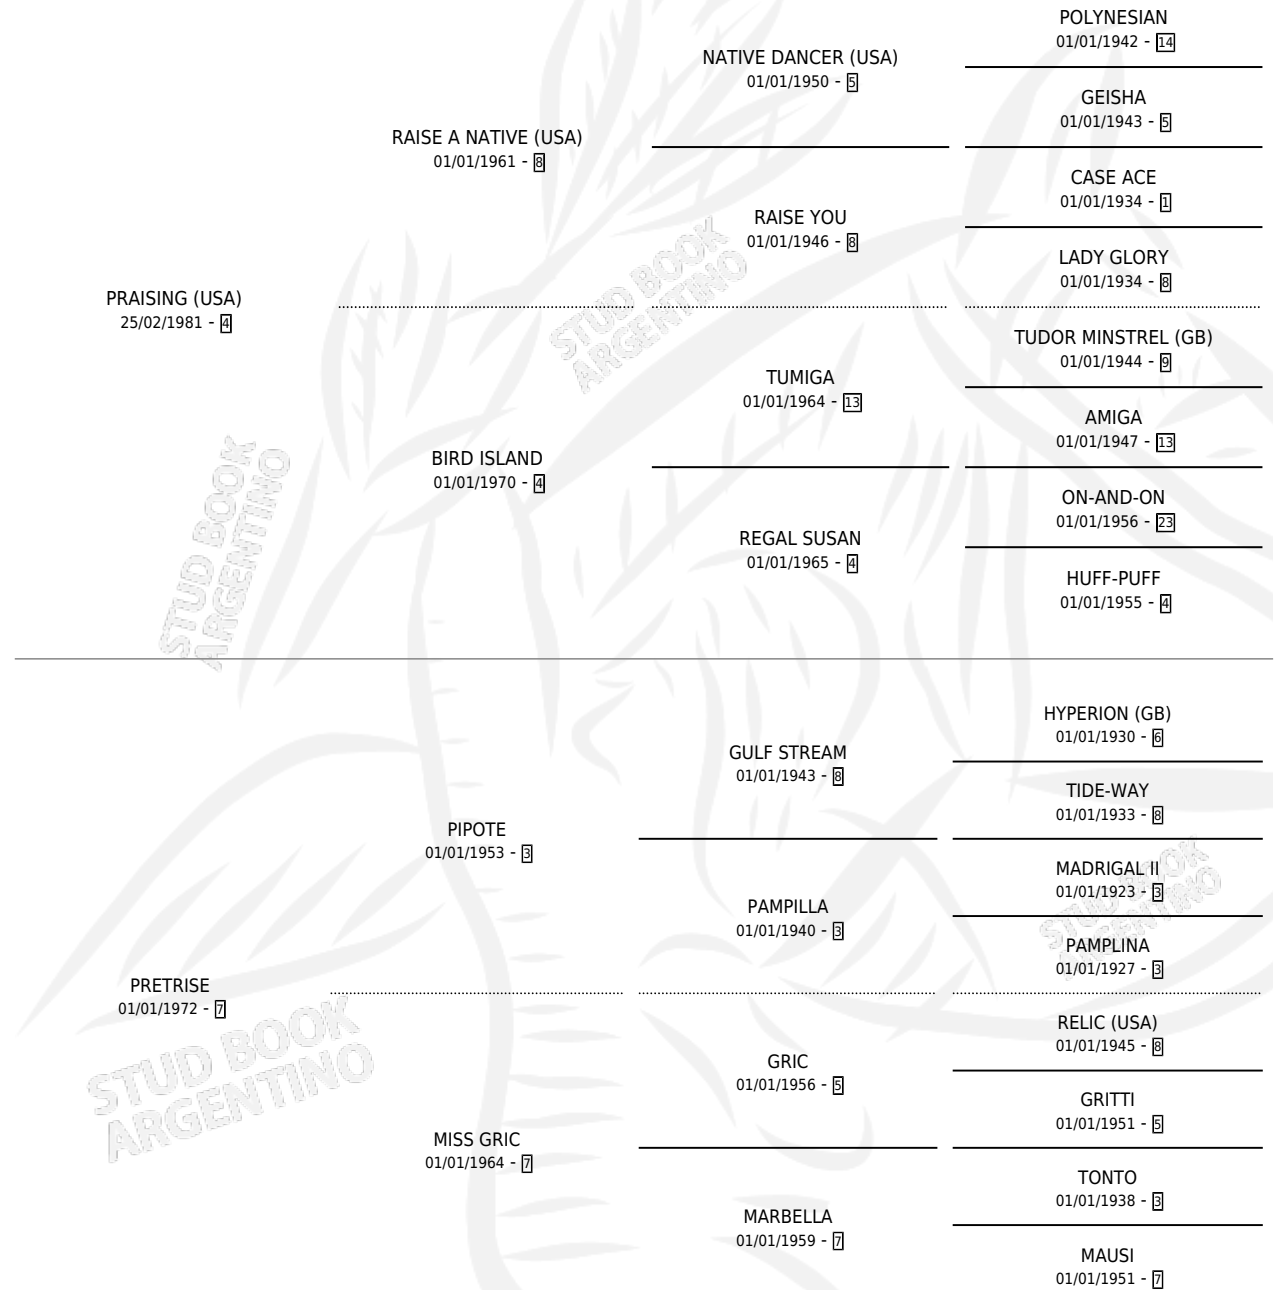 POLYNESIAN
01/01/1942 - 14
NATIVE DANCER (USA)
01/01/1950 - 5
GEISHA
01/01/1943 - 5
RAISE A NATIVE (USA)
01/01/1961 - 8
CASE ACE
01/01/1934 - 1
RAISE YOU
01/01/1946 - 8
LADY GLORY
01/01/1934 - 8
PRAISING (USA)
25/02/1981 - 4
TUDOR MINSTREL (GB)
01/01/1944 - 9
TUMIGA
01/01/1964 - 13
AMIGA
01/01/1947 - 13
BIRD ISLAND
01/01/1970 - 4
ON-AND-ON
01/01/1956 - 23
REGAL SUSAN
01/01/1965 - 4
HUFF-PUFF
01/01/1955 - 4
HYPERION (GB)
01/01/1930 - 6
GULF STREAM
01/01/1943 - 8
TIDE-WAY
01/01/1933 - 8
PIPOTE
01/01/1953 - 3
MADRIGAL II
01/01/1923 - 3
PAMPILLA
01/01/1940 - 3
PAMPLINA
01/01/1927 - 3
PRETRISE
01/01/1972 - 7
RELIC (USA)
01/01/1945 - 8
GRIC
01/01/1956 - 5
GRITTI
01/01/1951 - 5
MISS GRIC
01/01/1964 - 7
TONTO
01/01/1938 - 3
MARBELLA
01/01/1959 - 7
MAUSI
01/01/1951 - 7
STUD BOOK
ARGENTINO
STUD BOOK
ARGENTINO
STUD BOOK
ARGENTINO
STUD BOOK
ARGENTINO